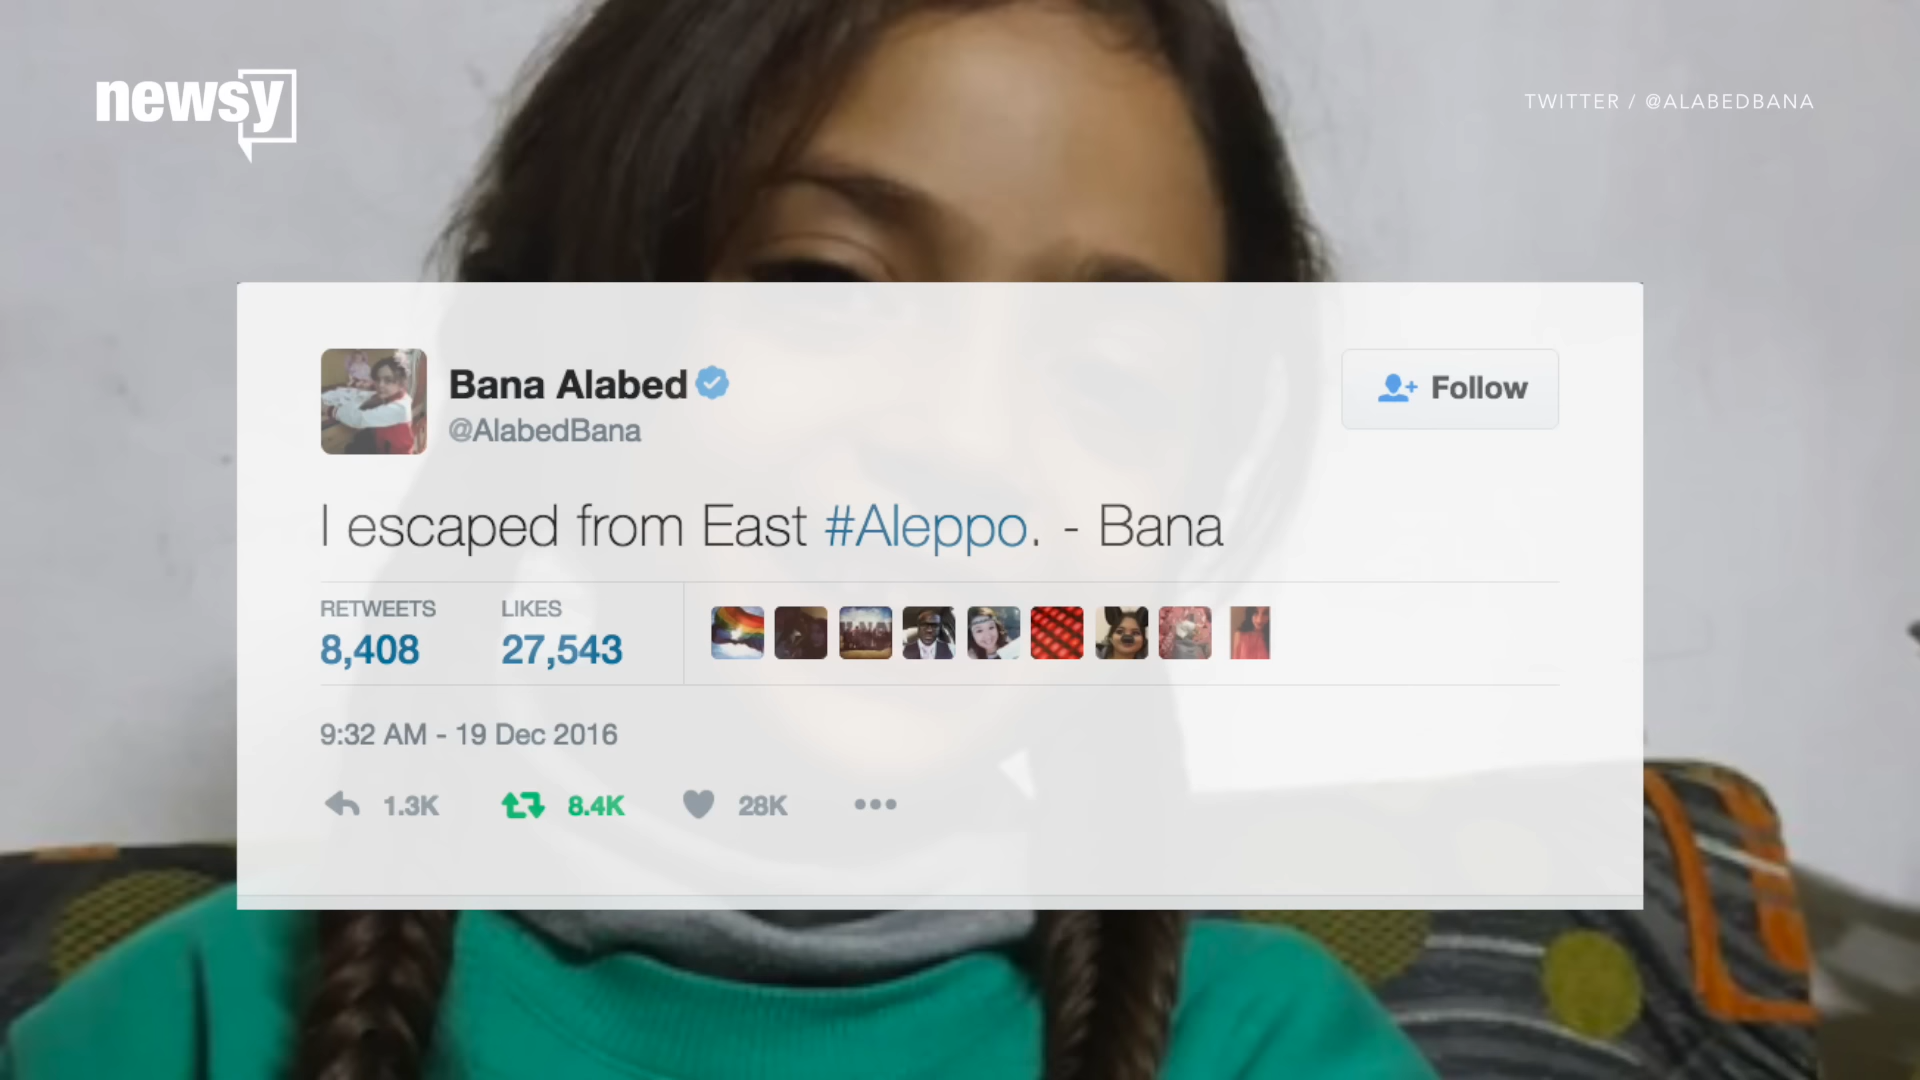 newsy
TWITTER / @ALABEDBANA
Bana Alabed
@AlabedBana
Follow
I escaped from East #Aleppo. - Bana
RETWEETS LIKES
8,408 27,543
9:32 AM - 19 Dec 2016
1.3K 8.4K 28K